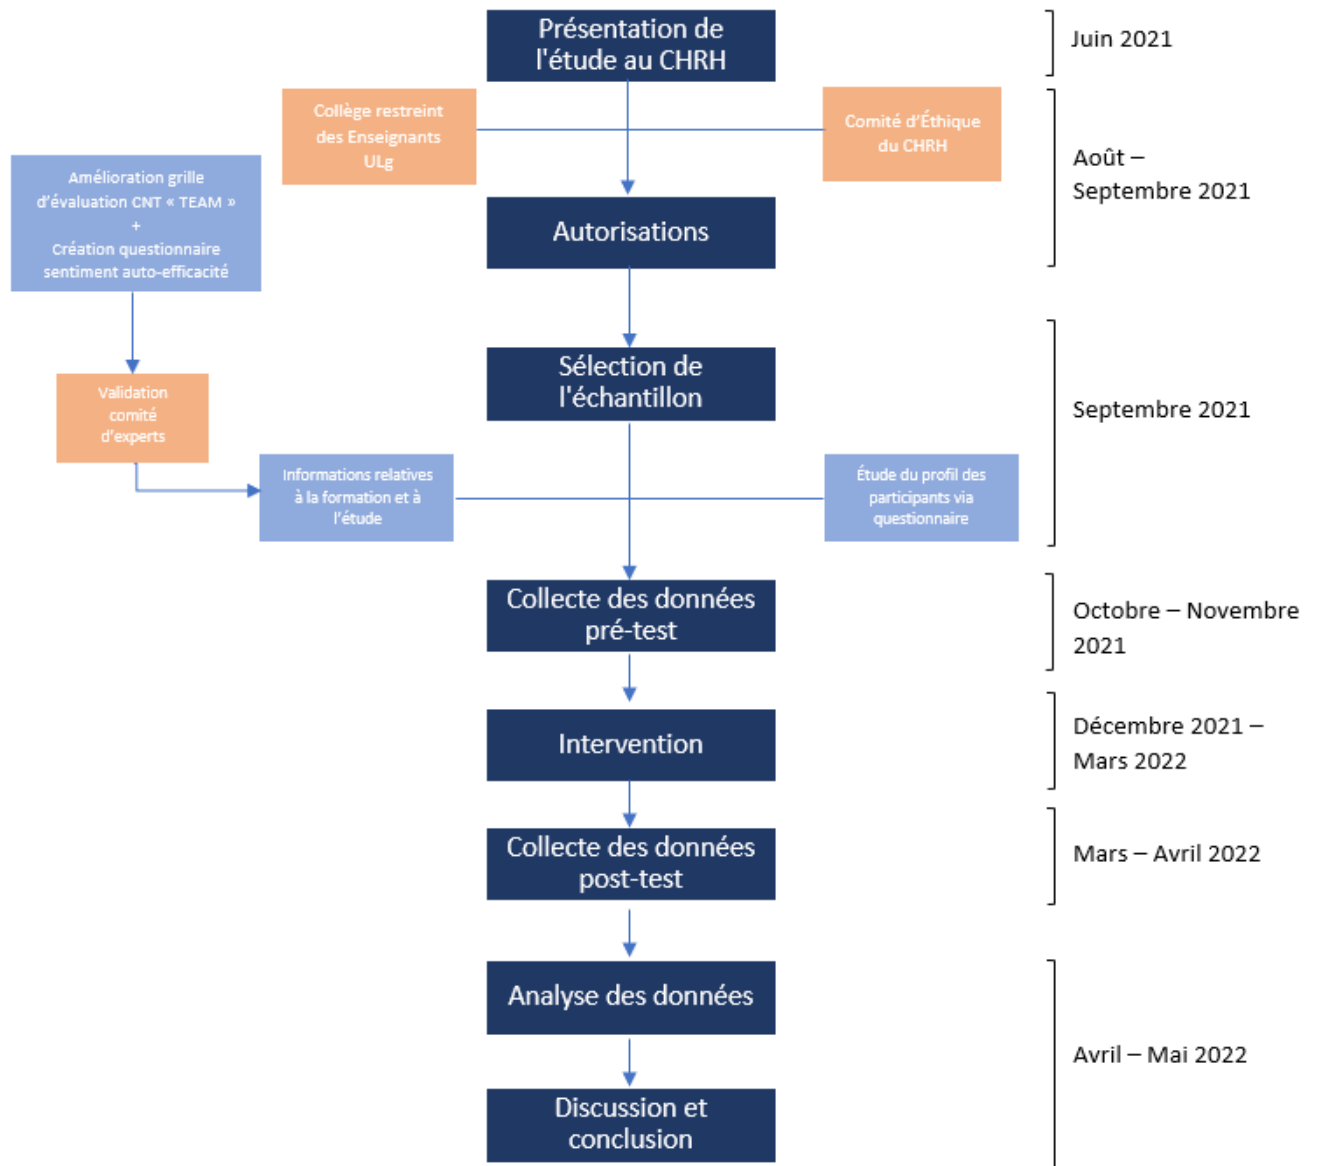 Présentation de
l'étude au CHRH
Juin 2021
Collège restreint
des Enseignants
ULg
Comité d'Éthique
du CHRH
Août –
Septembre 2021
Amélioration grille
d'évaluation CNT « TEAM »
+
Création questionnaire
sentiment auto-efficacité
Autorisations
Sélection de
l'échantillon
Septembre 2021
Validation
comité
d'experts
Informations relatives
à la formation et à
l'étude
Étude du profil des
participants via
questionnaire
Collecte des données
pré-test
Octobre – Novembre
2021
Intervention
Décembre 2021 –
Mars 2022
Collecte des données
post-test
Mars – Avril 2022
Analyse des données
Avril – Mai 2022
Discussion et
conclusion